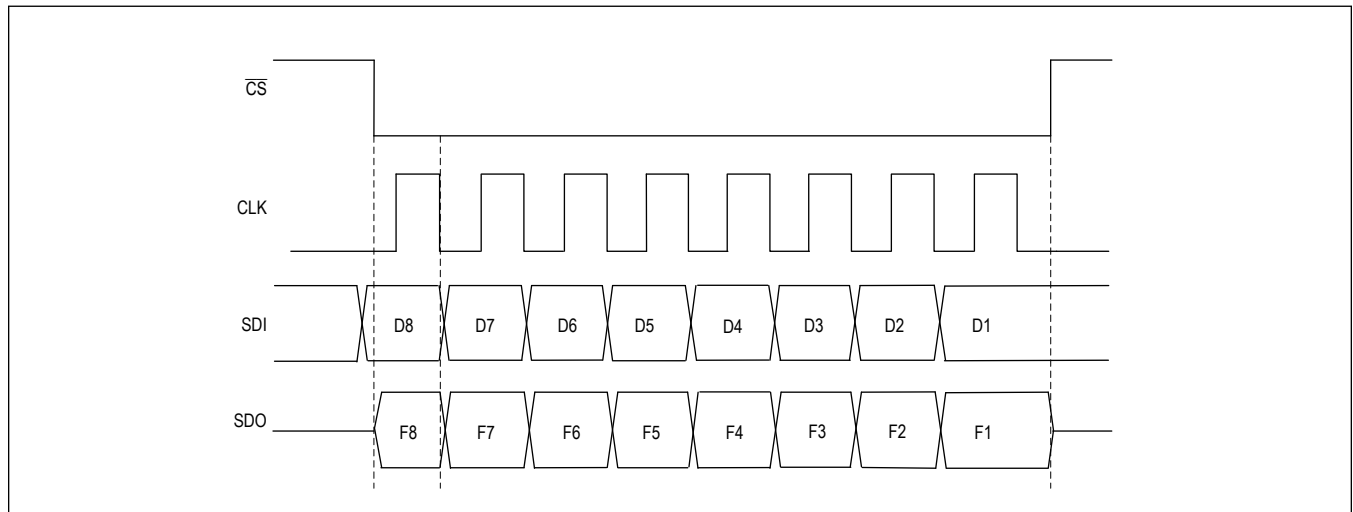 C̅S̅
CLK
SDI D8 D7 D6 D5 D4 D3 D2 D1
SDO F8 F7 F6 F5 F4 F3 F2 F1